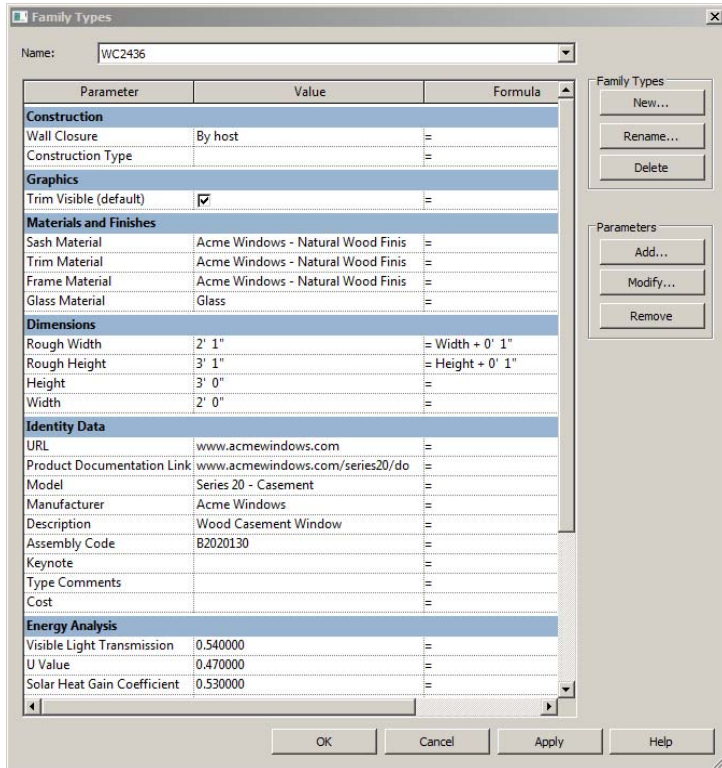 Family Types
Name: WC2436
Parameter Value Formula
Construction
Wall Closure By host =
Construction Type =
Graphics
Trim Visible (default) =
Materials and Finishes
Sash Material Acme Windows - Natural Wood Finis =
Trim Material Acme Windows - Natural Wood Finis =
Frame Material Acme Windows - Natural Wood Finis =
Glass Material Glass =
Dimensions
Rough Width 2' 1" = Width + 0' 1"
Rough Height 3' 1" = Height + 0' 1"
Height 3' 0" =
Width 2' 0" =
Identity Data
URL www.acmewindows.com =
Product Documentation Link www.acmewindows.com/series20/do =
Model Series 20 - Casement =
Manufacturer Acme Windows =
Description Wood Casement Window =
Assembly Code B2020130 =
Keynote =
Type Comments =
Cost =
Energy Analysis
Visible Light Transmission 0.540000 =
U Value 0.470000 =
Solar Heat Gain Coefficient 0.530000 =
Family Types
New...
Rename...
Delete
Parameters
Add...
Modify...
Remove
OK Cancel Apply Help